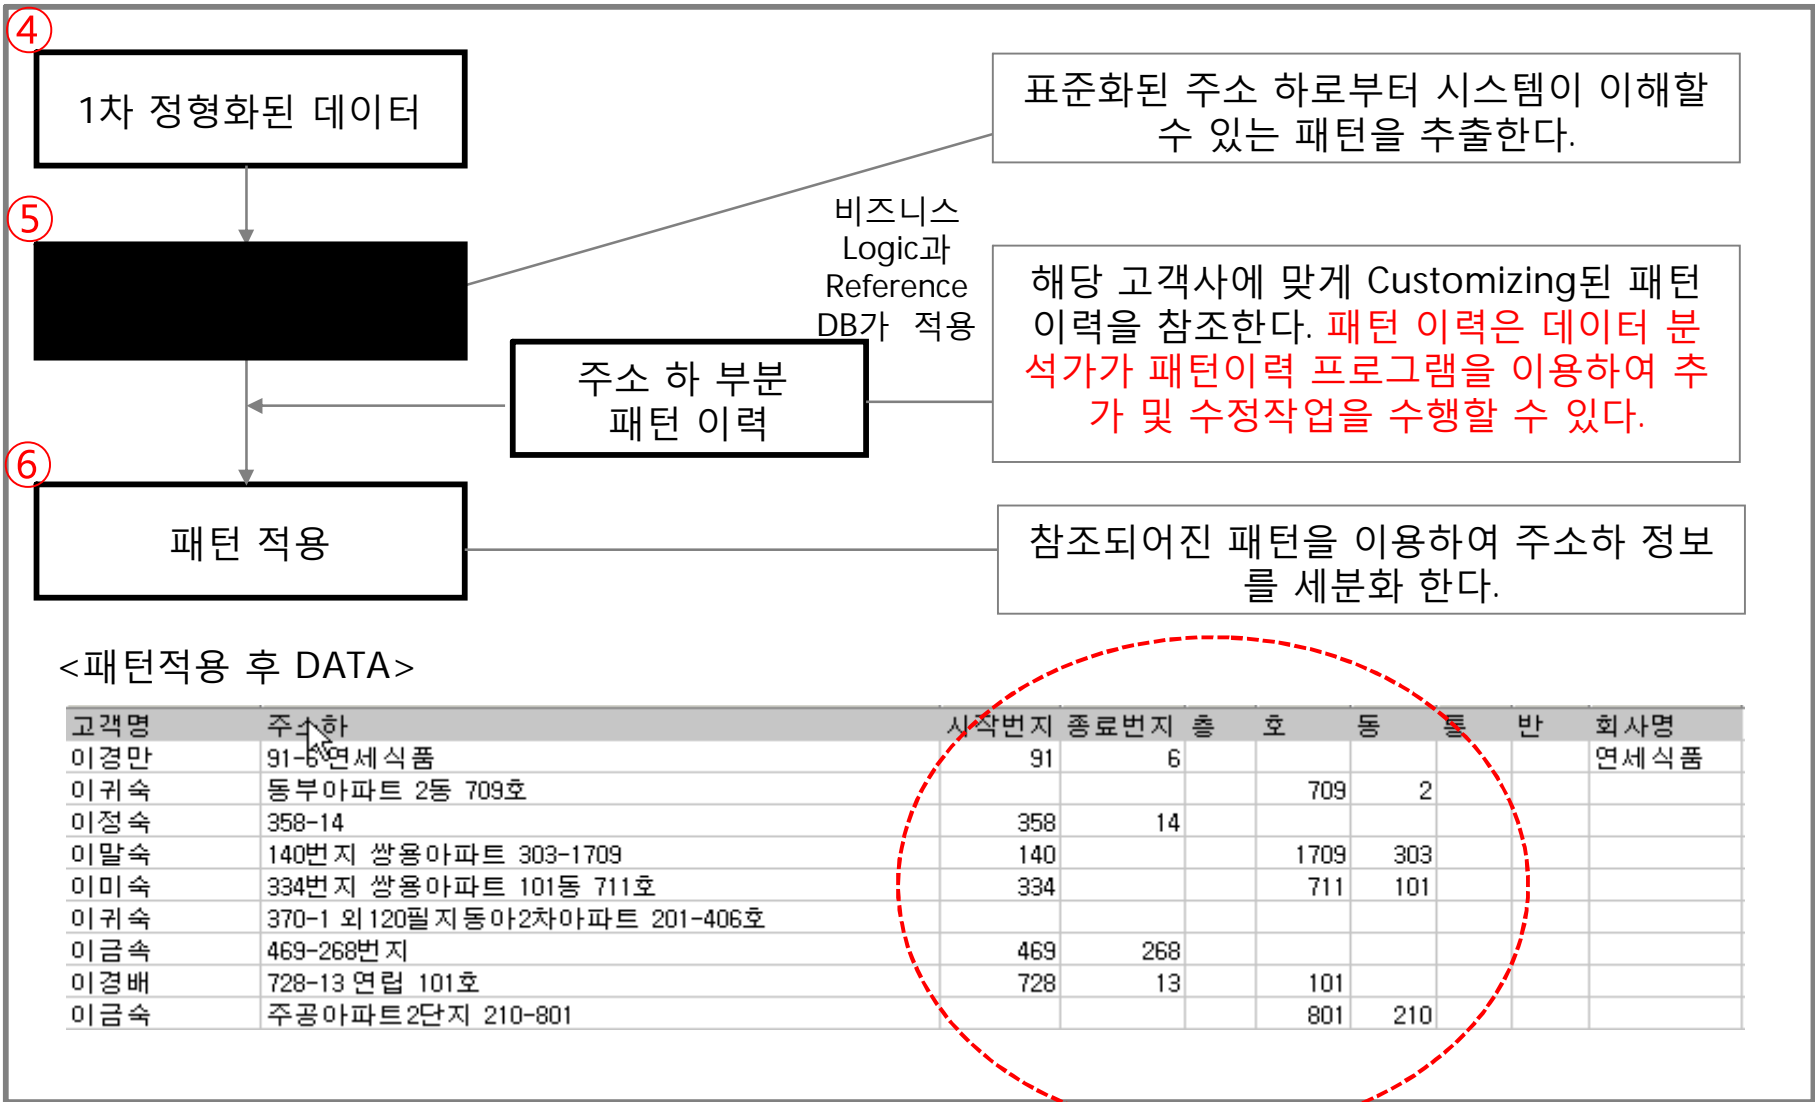 ④
1차 정형화된 데이터
표준화된 주소 하로부터 시스템이 이해할
수 있는 패턴을 추출한다.
⑤
비즈니스
Logic과
Reference
DB가 적용
주소 하 부분
패턴 이력
해당 고객사에 맞게 Customizing된 패턴
이력을 참조한다. 패턴 이력은 데이터 분
석가가 패턴이력 프로그램을 이용하여 추
가 및 수정작업을 수행할 수 있다.
⑥
패턴 적용
참조되어진 패턴을 이용하여 주소하 정보
를 세분화 한다.
<패턴적용 후 DATA>
고객명 주소하 시작번지 종료번지 층 호 동 통 반 회사명
이경만 91-6 연세식품 91 6 연세식품
이귀숙 동부아파트 2동 709호 709 2
이정숙 358-14 358 14
이말숙 140번지 쌍용아파트 303-1709 140 1709 303
이미숙 334번지 쌍용아파트 101동 711호 334 711 101
이귀숙 370-1 외120필지동아2차아파트 201-406호
이금속 469-268번지 469 268
이경배 728-13 연립 101호 728 13 101
이금숙 주공아파트2단지 210-801 801 210